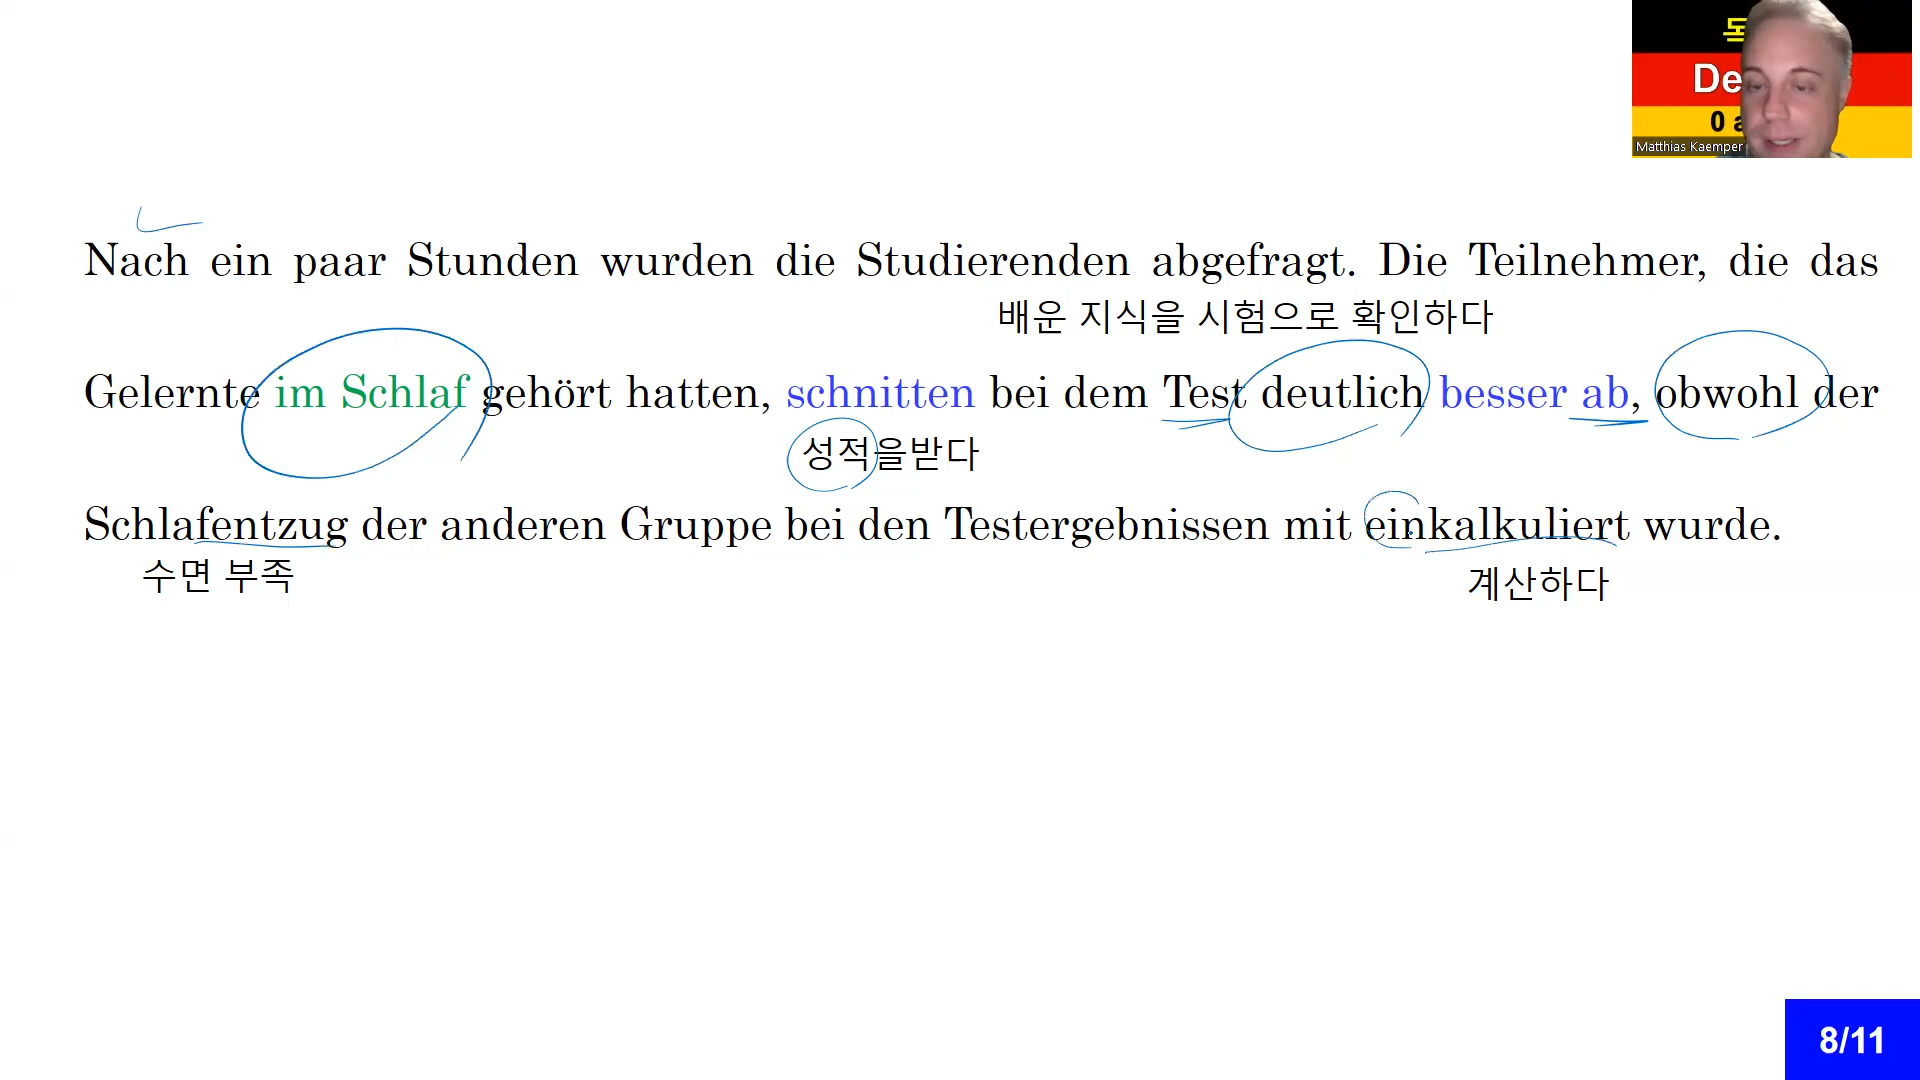 독
De
0 a
Matthias Kaemper
Nach ein paar Stunden wurden die Studierenden abgefragt. Die Teilnehmer, die das
배운 지식을 시험으로 확인하다
Gelernte im Schlaf gehört hatten, schnitten bei dem Test deutlich besser ab, obwohl der
성적을받다
Schlafentzug der anderen Gruppe bei den Testergebnissen mit einkalkuliert wurde.
수면 부족
계산하다
8/11